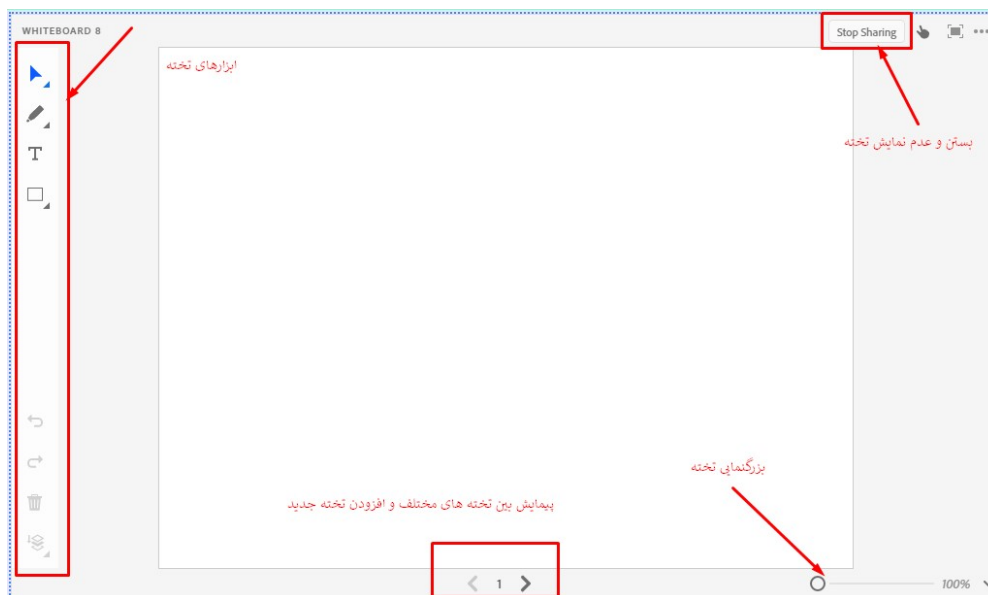 WHITEBOARD 8
Stop Sharing
ابزارهای تخته
بستن و عدم نمایش تخته
T
بزرگنمایی تخته
پیمایش بین تخته های مختلف و افزودن تخته جدید
1
100%